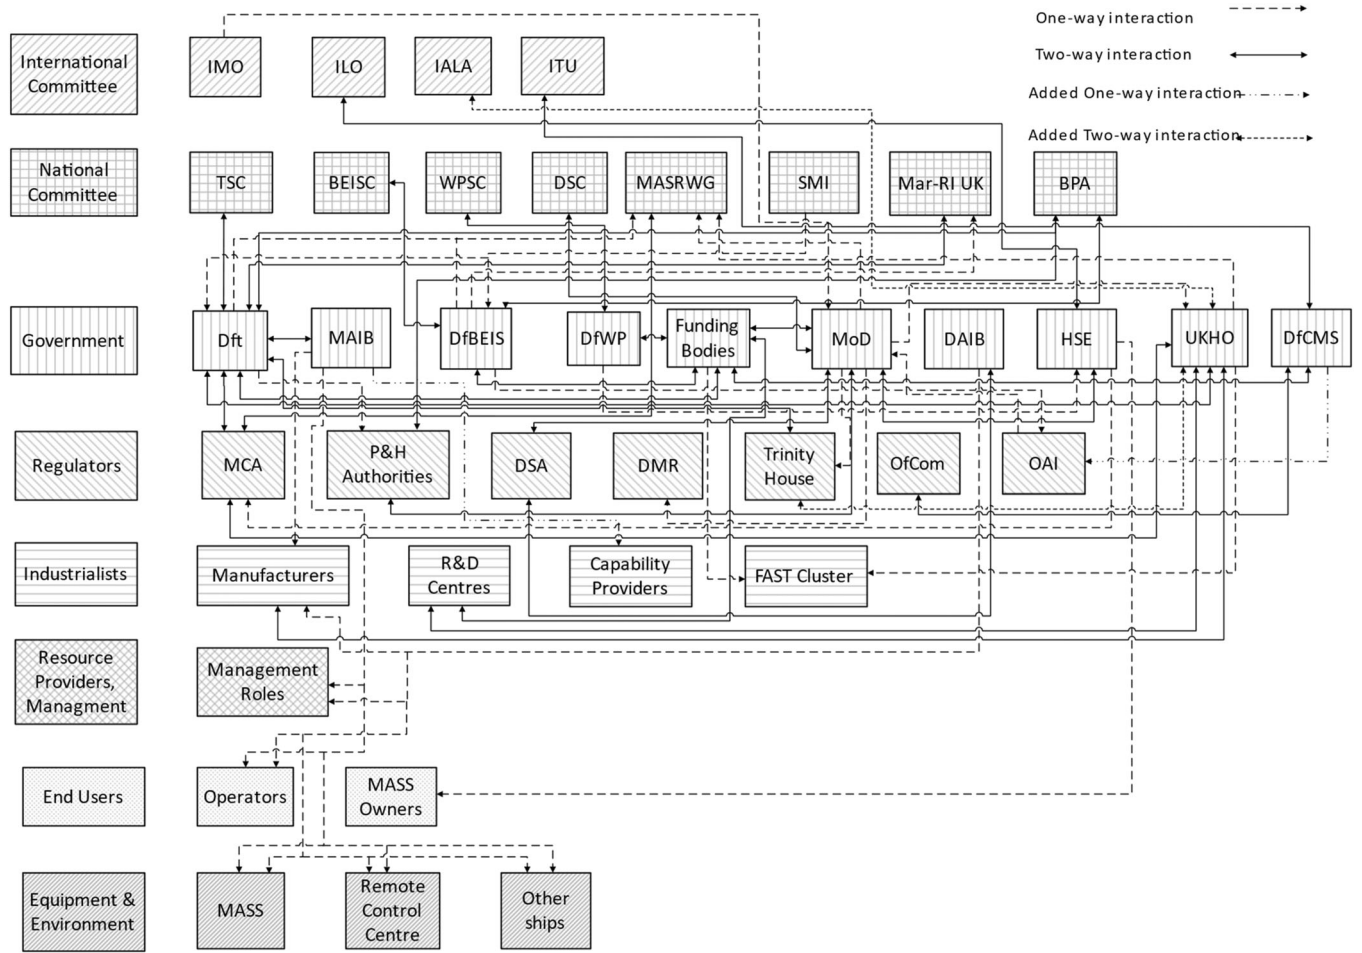 One-way interaction
Two-way interaction
Added One-way interaction
Added Two-way interaction
International
Committee
IMO
ILO
IALA
ITU
National
Committee
TSC
BEISC
WPSC
DSC
MASRWG
SMI
Mar-RI UK
BPA
Government
Dft
MAIB
DfBEIS
DfWP
Funding
Bodies
MoD
DAIB
HSE
UKHO
DfCMS
Regulators
MCA
P&H
Authorities
DSA
DMR
Trinity
House
OfCom
OAI
Industrialists
Manufacturers
R&D
Centres
Capability
Providers
FAST Cluster
Resource
Providers,
Managment
Management
Roles
End Users
Operators
MASS
Owners
Equipment &
Environment
MASS
Remote
Control
Centre
Other
ships